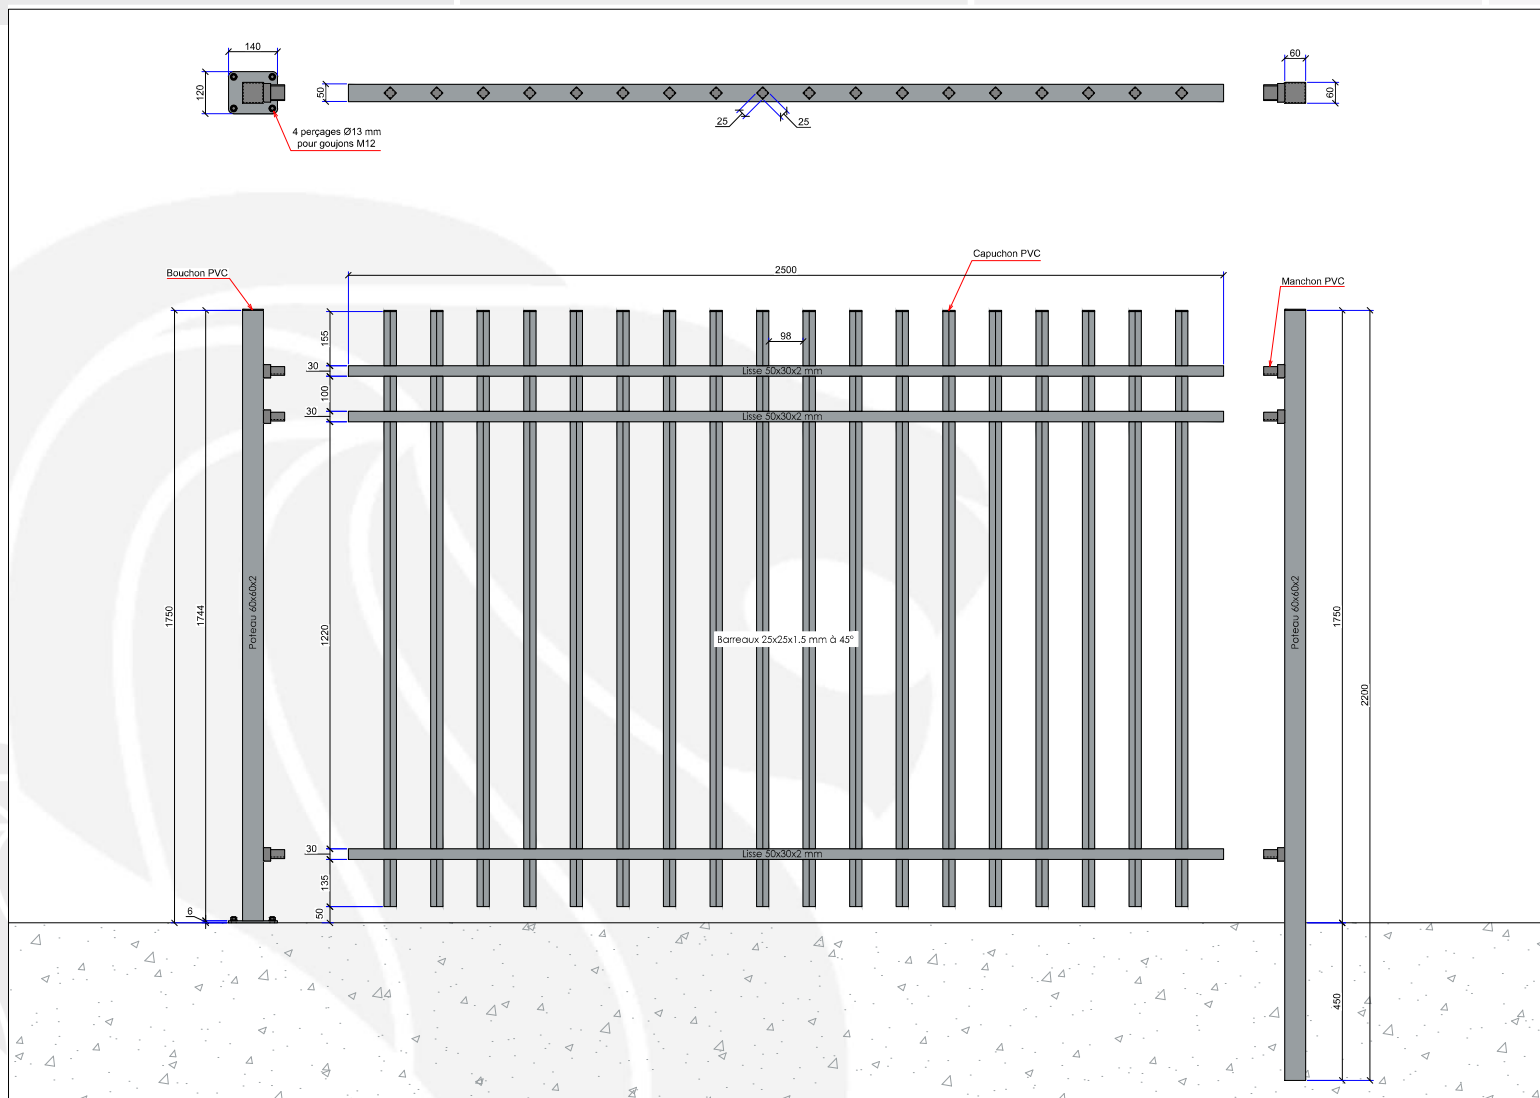 140
120
4 perçages Ø13 mm
pour goujons M12
50
25
25
60
60
Bouchon PVC
2500
Capuchon PVC
Manchon PVC
155
98
30
Lisse 50x30x2 mm
100
30
Lisse 50x30x2 mm
1750
1744
Poteau 60x60x2
1220
Barreaux 25x25x1.5 mm à 45°
Poteau 60x60x2
1750
2200
30
Lisse 50x30x2 mm
135
6
50
450